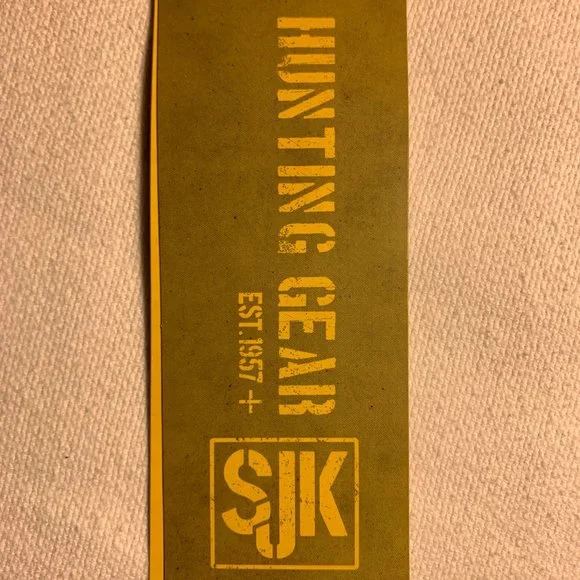 HUNTING GEAR
EST. 1957 +
SJK